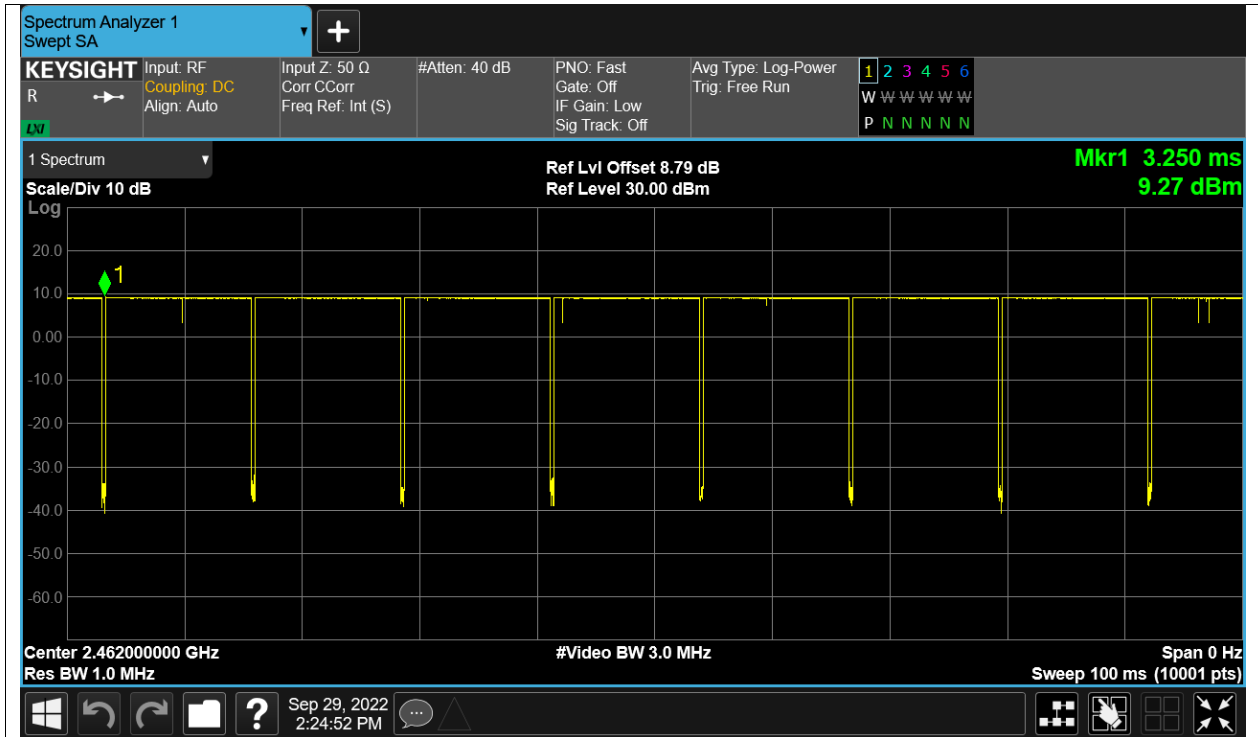 Spectrum Analyzer 1
Swept SA
+
KEYSIGHT
R
LXI
Input: RF
Coupling: DC
Align: Auto
Input Z: 50 Ω
Corr CCorr
Freq Ref: Int (S)
#Atten: 40 dB
PNO: Fast
Gate: Off
IF Gain: Low
Sig Track: Off
Avg Type: Log-Power
Trig: Free Run
1 2 3 4 5 6
W W W W W W
P N N N N N
1 Spectrum
Scale/Div 10 dB
Log
Ref Lvl Offset 8.79 dB
Ref Level 30.00 dBm
Mkr1 3.250 ms
9.27 dBm
20.0
1
10.0
0.00
-10.0
-20.0
-30.0
-40.0
-50.0
-60.0
Center 2.462000000 GHz
Res BW 1.0 MHz
#Video BW 3.0 MHz
Span 0 Hz
Sweep 100 ms (10001 pts)
?
Sep 29, 2022
2:24:52 PM